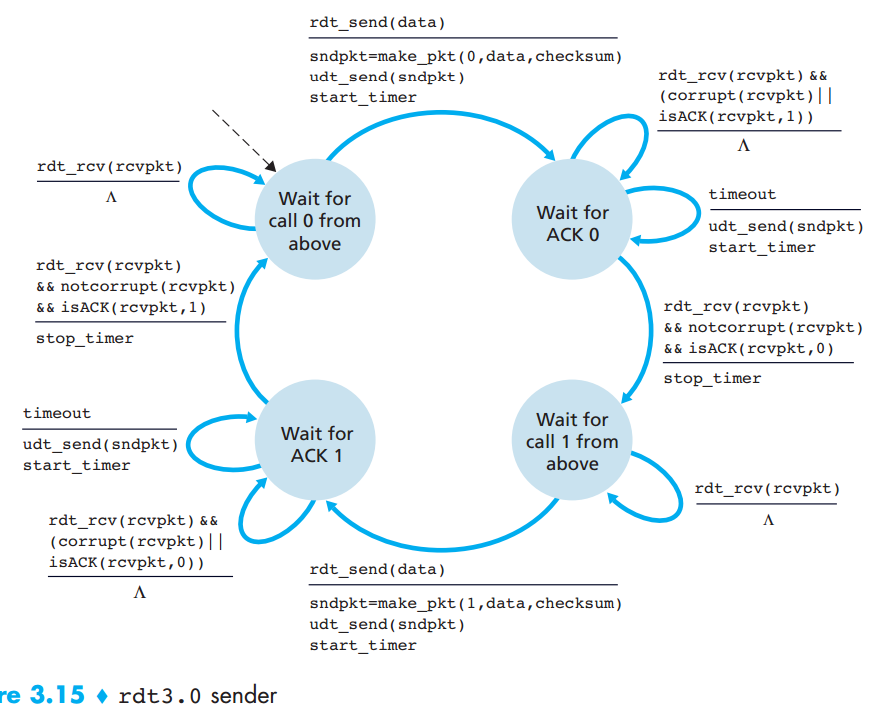 rdt_send(data)
sndpkt=make_pkt(0,data,checksum)
udt_send(sndpkt)
start_timer
rdt_rcv(rcvpkt) &&
(corrupt(rcvpkt)||
isACK(rcvpkt,1))
Λ
rdt_rcv(rcvpkt)
Λ
Wait for
call 0 from
above
Wait for
ACK 0
timeout
udt_send(sndpkt)
start_timer
rdt_rcv(rcvpkt)
&& notcorrupt(rcvpkt)
&& isACK(rcvpkt,1)
stop_timer
rdt_rcv(rcvpkt)
&& notcorrupt(rcvpkt)
&& isACK(rcvpkt,0)
stop_timer
timeout
udt_send(sndpkt)
start_timer
Wait for
ACK 1
Wait for
call 1 from
above
rdt_rcv(rcvpkt)
Λ
rdt_rcv(rcvpkt) &&
(corrupt(rcvpkt)||
isACK(rcvpkt,0))
Λ
rdt_send(data)
sndpkt=make_pkt(1,data,checksum)
udt_send(sndpkt)
start_timer
re 3.15 ♦ rdt3.0 sender